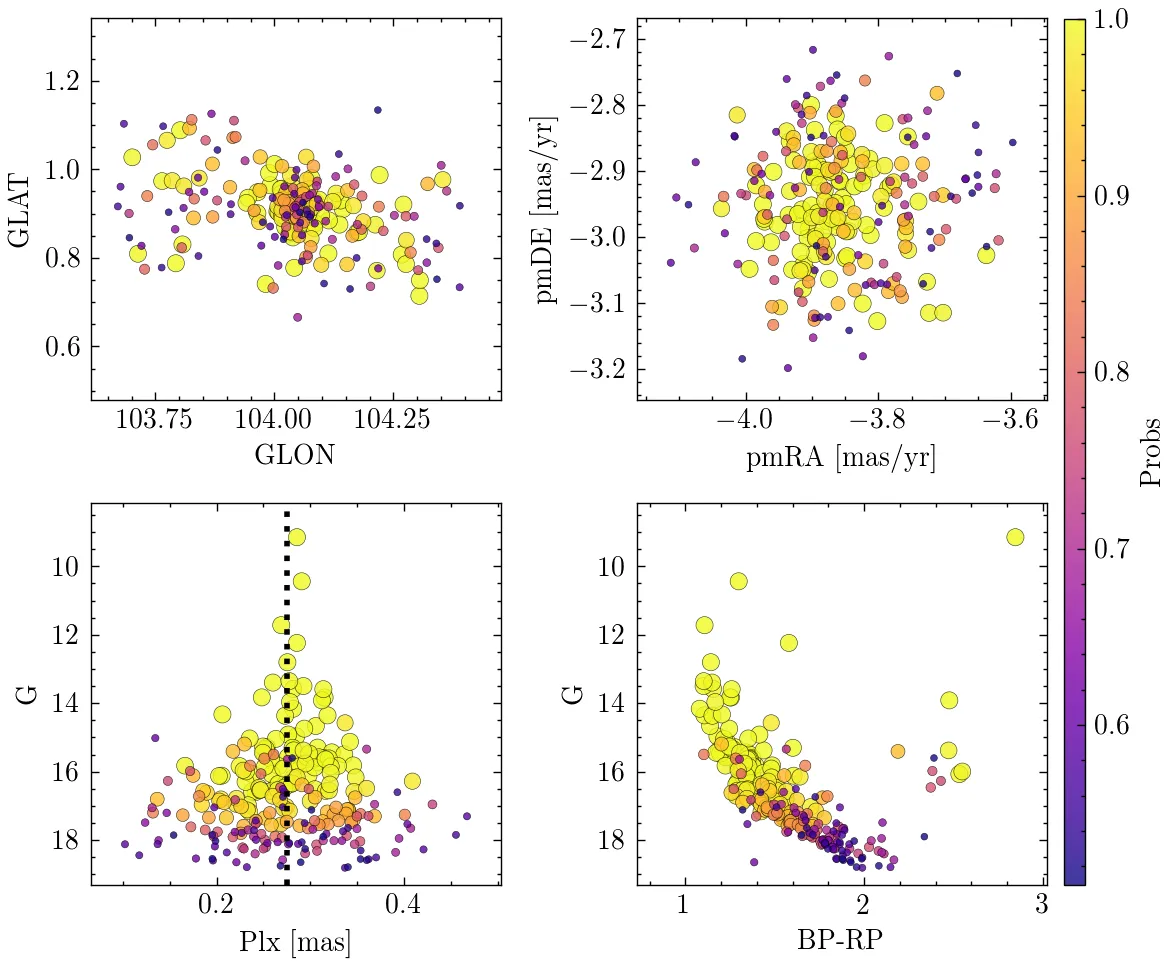 1.2
1.0
0.8
0.6
GLAT
103.75 104.00 104.25
GLON
−2.7
−2.8
−2.9
−3.0
−3.1
−3.2
pmDE [mas/yr]
−4.0 −3.8 −3.6
pmRA [mas/yr]
10
12
14
16
18
G
0.2 0.4
Plx [mas]
10
12
14
16
18
G
1 2 3
BP-RP
1.0
0.9
0.8
0.7
0.6
Probs